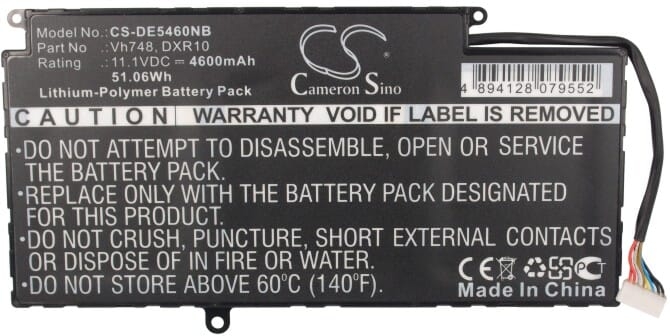 Model No.: CS-DE5460NB
Part No : Vh748, DXR10
Rating : 11.1VDC ⎓ 4600mAh/
51.06Wh
Lithium-Polymer Battery Pack
CS
Cameron Sino
4 894128 079552
CAUTION WARRANTY VOID IF LABEL IS REMOVED
•DO NOT ATTEMPT TO DISASSEMBLE, OPEN OR SERVICE
THE BATTERY PACK.
•REPLACE ONLY WITH THE BATTERY PACK DESIGNATED
FOR THIS PRODUCT.
•DO NOT CRUSH, PUNCTURE, SHORT EXTERNAL CONTACTS
OR DISPOSE OF IN FIRE OR WATER.
•DO NOT STORE ABOVE 60°C (140°F).
CE
Made In China